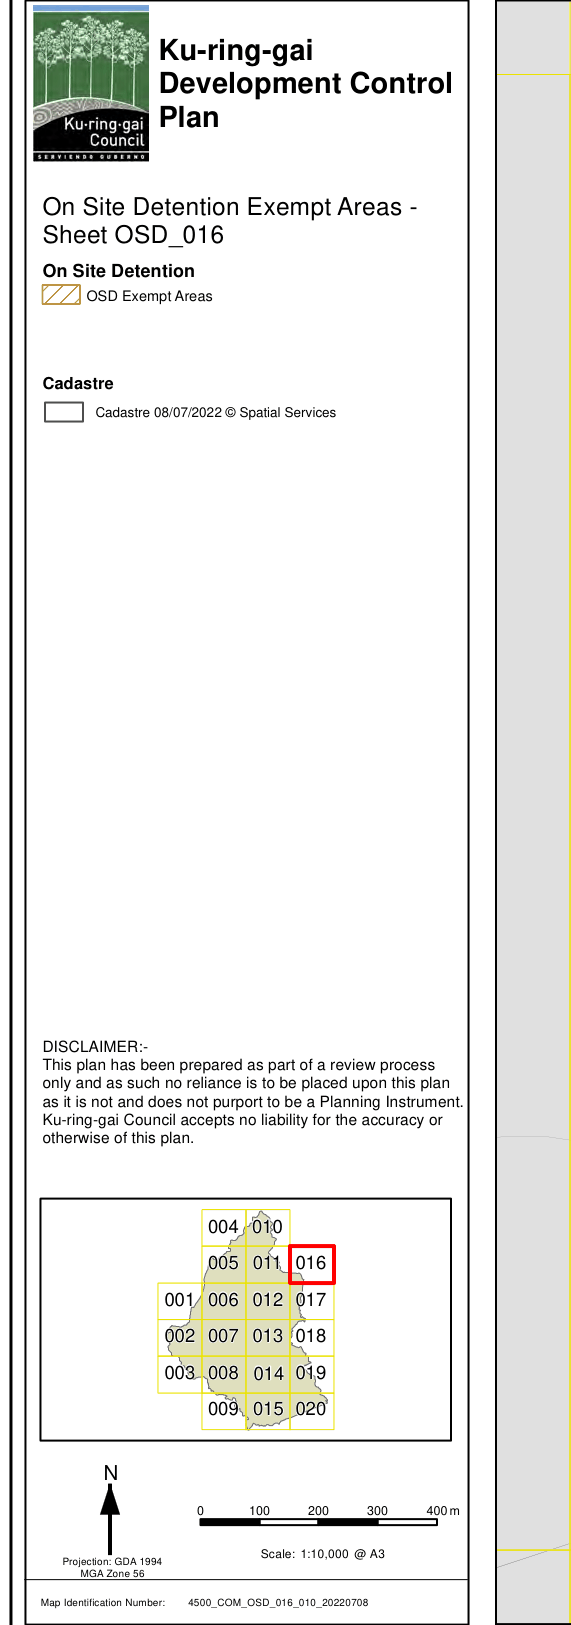 Ku-ring-gai
Council
SERVIENDO GUBERNO
Ku-ring-gai
Development Control
Plan
On Site Detention Exempt Areas -
Sheet OSD_016
On Site Detention
OSD Exempt Areas
Cadastre
Cadastre 08/07/2022 © Spatial Services
DISCLAIMER:-
This plan has been prepared as part of a review process
only and as such no reliance is to be placed upon this plan
as it is not and does not purport to be a Planning Instrument.
Ku-ring-gai Council accepts no liability for the accuracy or
otherwise of this plan.
004 010
005 011 016
001 006 012 017
002 007 013 018
003 008 014 019
009 015 020
N
Projection: GDA 1994
MGA Zone 56
0 100 200 300 400 m
Scale: 1:10,000 @ A3
Map Identification Number: 4500_COM_OSD_016_010_20220708